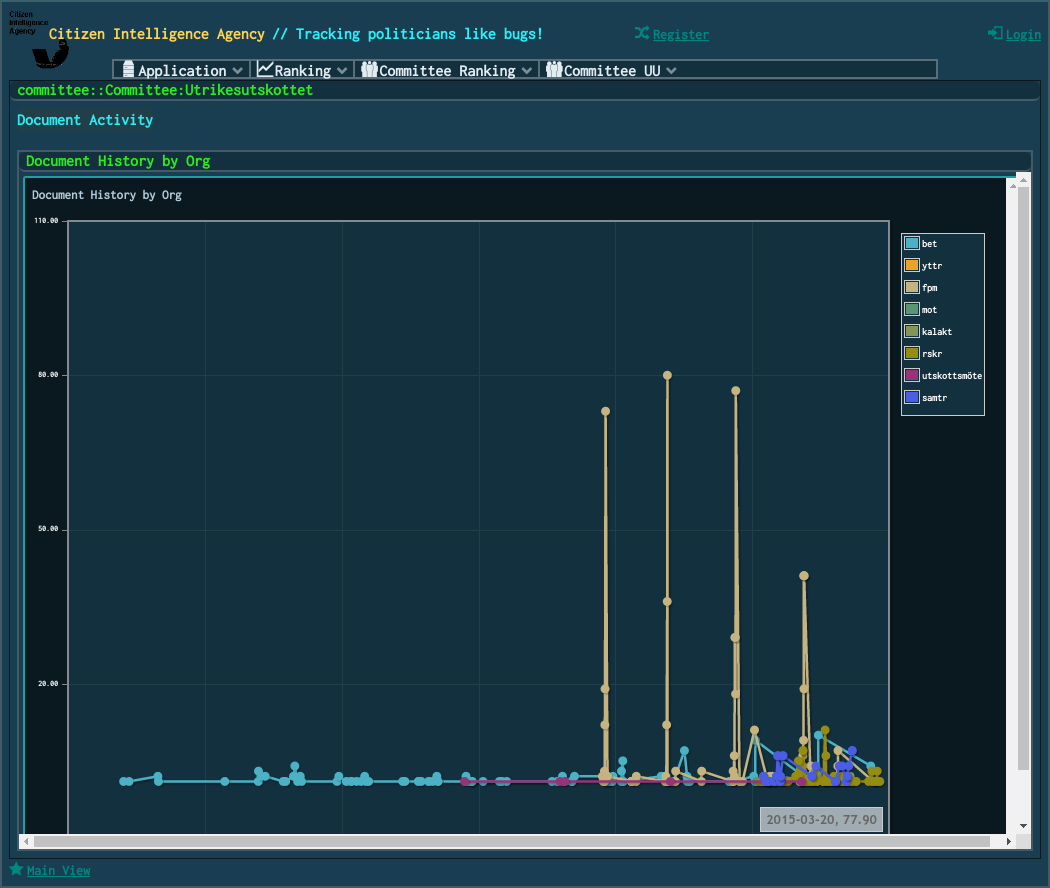 Citizen
Intelligence
Agency
Citizen Intelligence Agency // Tracking politicians like bugs!
Register
Login
Application
Ranking
Committee Ranking
Committee UU
committee::Committee:Utrikesutskottet
Document Activity
Document History by Org
Document History by Org
110.00
80.00
50.00
20.00
bet
yttr
fpm
mot
kalakt
rskr
utskottsmöte
samtr
2015-03-20, 77.90
Main View